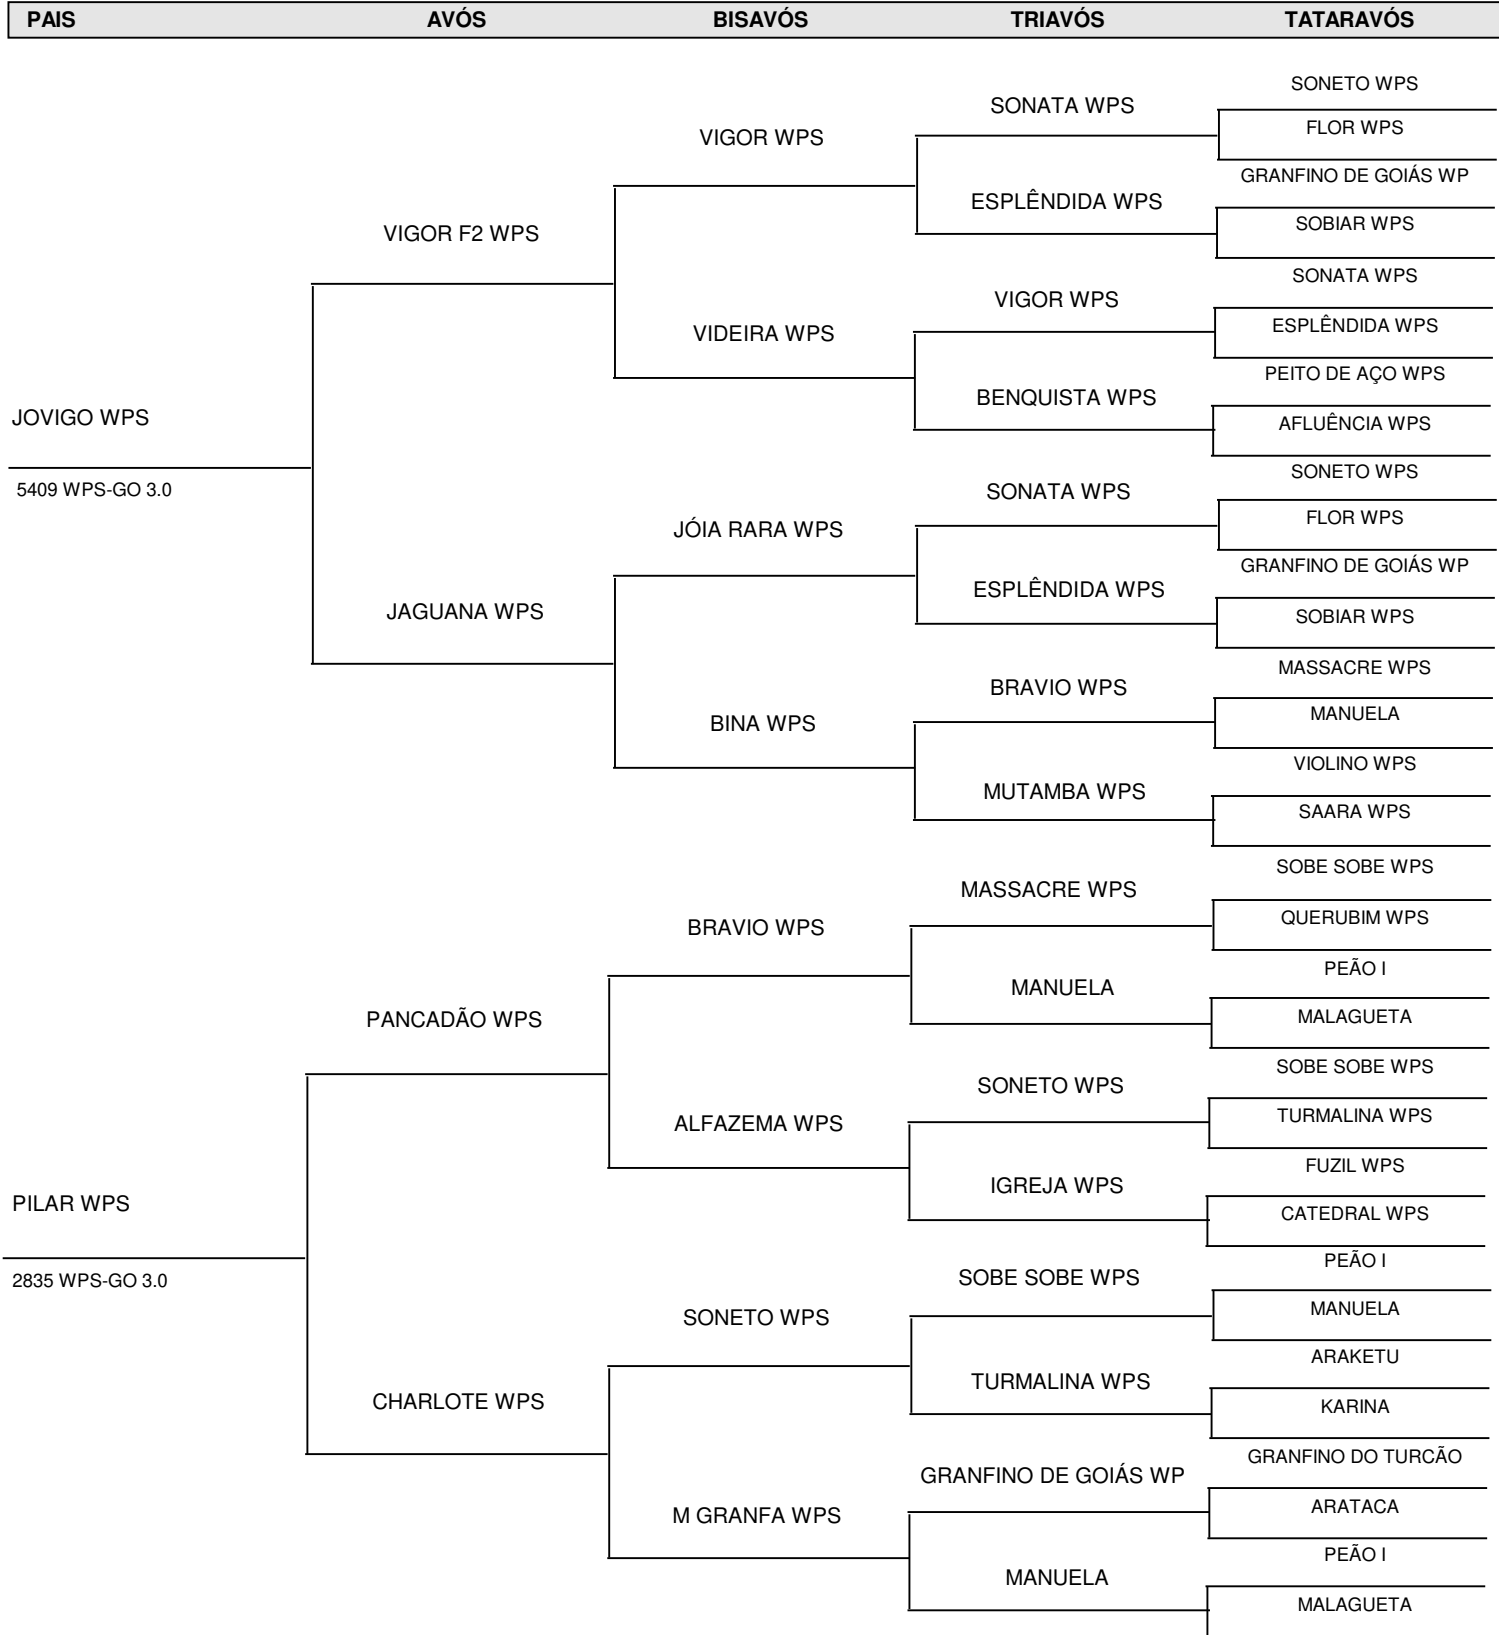 PAIS AVÓS BISAVÓS TRIAVÓS TATARAVÓS
SONETO WPS
SONATA WPS
FLOR WPS
VIGOR WPS
GRANFINO DE GOIÁS WP
ESPLÊNDIDA WPS
SOBIAR WPS
VIGOR F2 WPS
SONATA WPS
VIGOR WPS
ESPLÊNDIDA WPS
VIDEIRA WPS
PEITO DE AÇO WPS
BENQUISTA WPS
AFLUÊNCIA WPS
JOVIGO WPS
5409 WPS-GO 3.0
SONETO WPS
SONATA WPS
FLOR WPS
JÓIA RARA WPS
GRANFINO DE GOIÁS WP
ESPLÊNDIDA WPS
SOBIAR WPS
JAGUANA WPS
MASSACRE WPS
BRAVIO WPS
MANUELA
BINA WPS
VIOLINO WPS
MUTAMBA WPS
SAARA WPS
SOBE SOBE WPS
MASSACRE WPS
QUERUBIM WPS
BRAVIO WPS
PEÃO I
MANUELA
MALAGUETA
PANCADÃO WPS
SOBE SOBE WPS
SONETO WPS
TURMALINA WPS
ALFAZEMA WPS
FUZIL WPS
IGREJA WPS
CATEDRAL WPS
PILAR WPS
2835 WPS-GO 3.0
PEÃO I
SOBE SOBE WPS
MANUELA
SONETO WPS
ARAKETU
TURMALINA WPS
KARINA
CHARLOTE WPS
GRANFINO DO TURCÃO
GRANFINO DE GOIÁS WP
ARATACA
M GRANFA WPS
PEÃO I
MANUELA
MALAGUETA